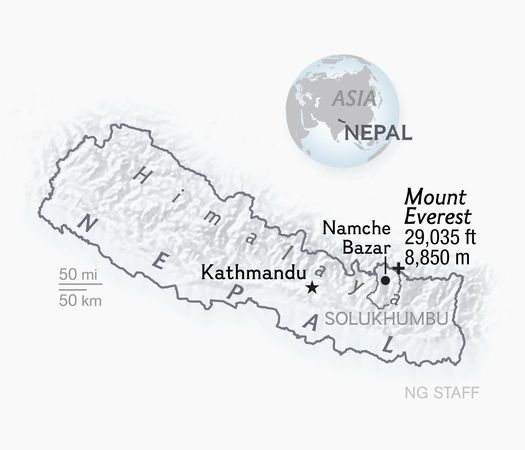 ASIA
NEPAL
Mount
Everest
29,035 ft
8,850 m
Namche
Bazar
Himalaya
Kathmandu
NEPAL
50 mi
50 km
SOLUKHUMBU
NG STAFF